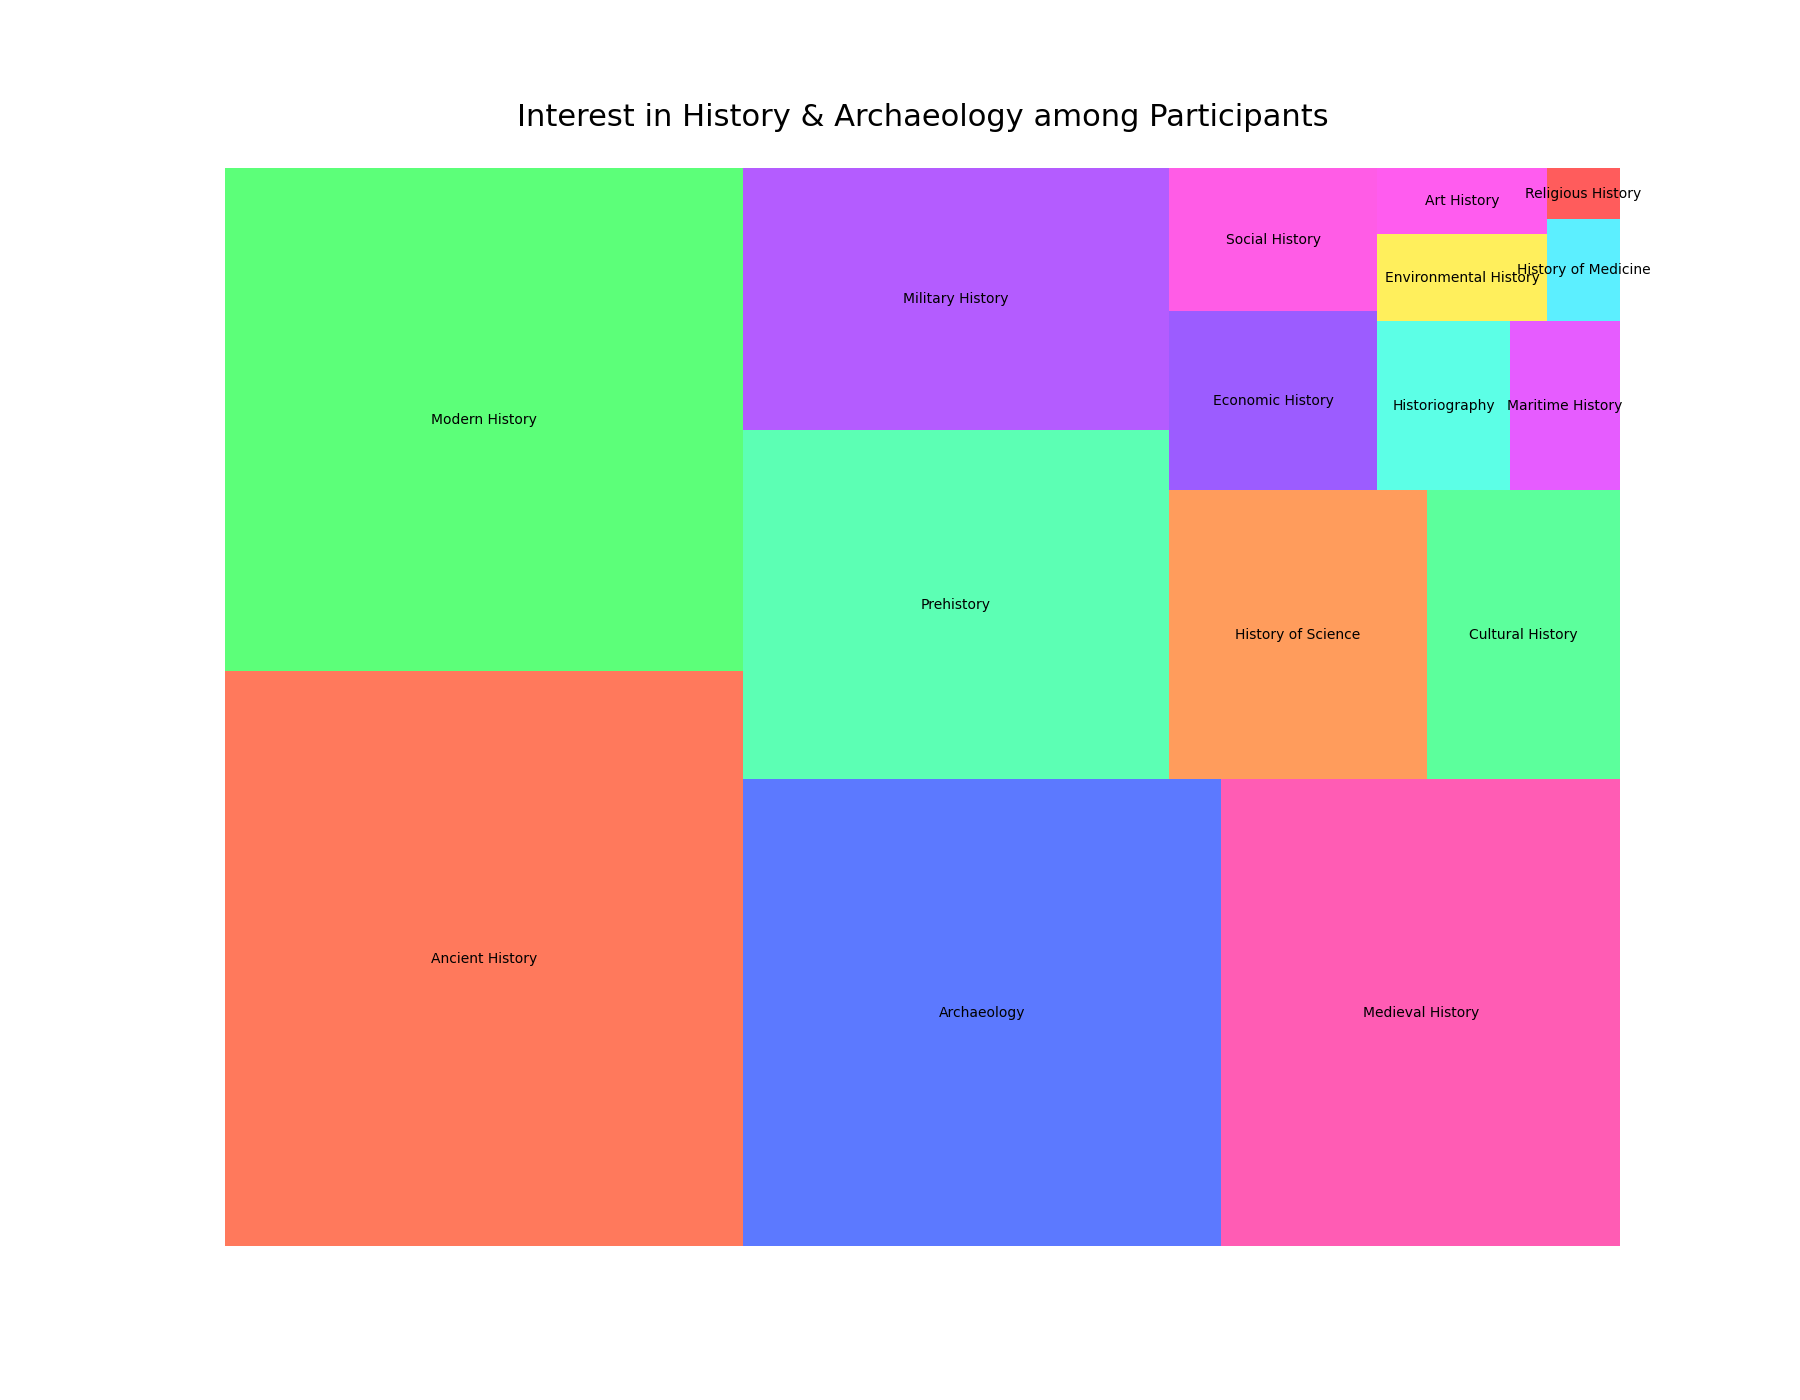 Interest in History & Archaeology among Participants
Religious History
Art History
Social History
History of Medicine
Environmental History
Military History
Economic History
Historiography
Maritime History
Modern History
Prehistory
History of Science
Cultural History
Ancient History
Archaeology
Medieval History